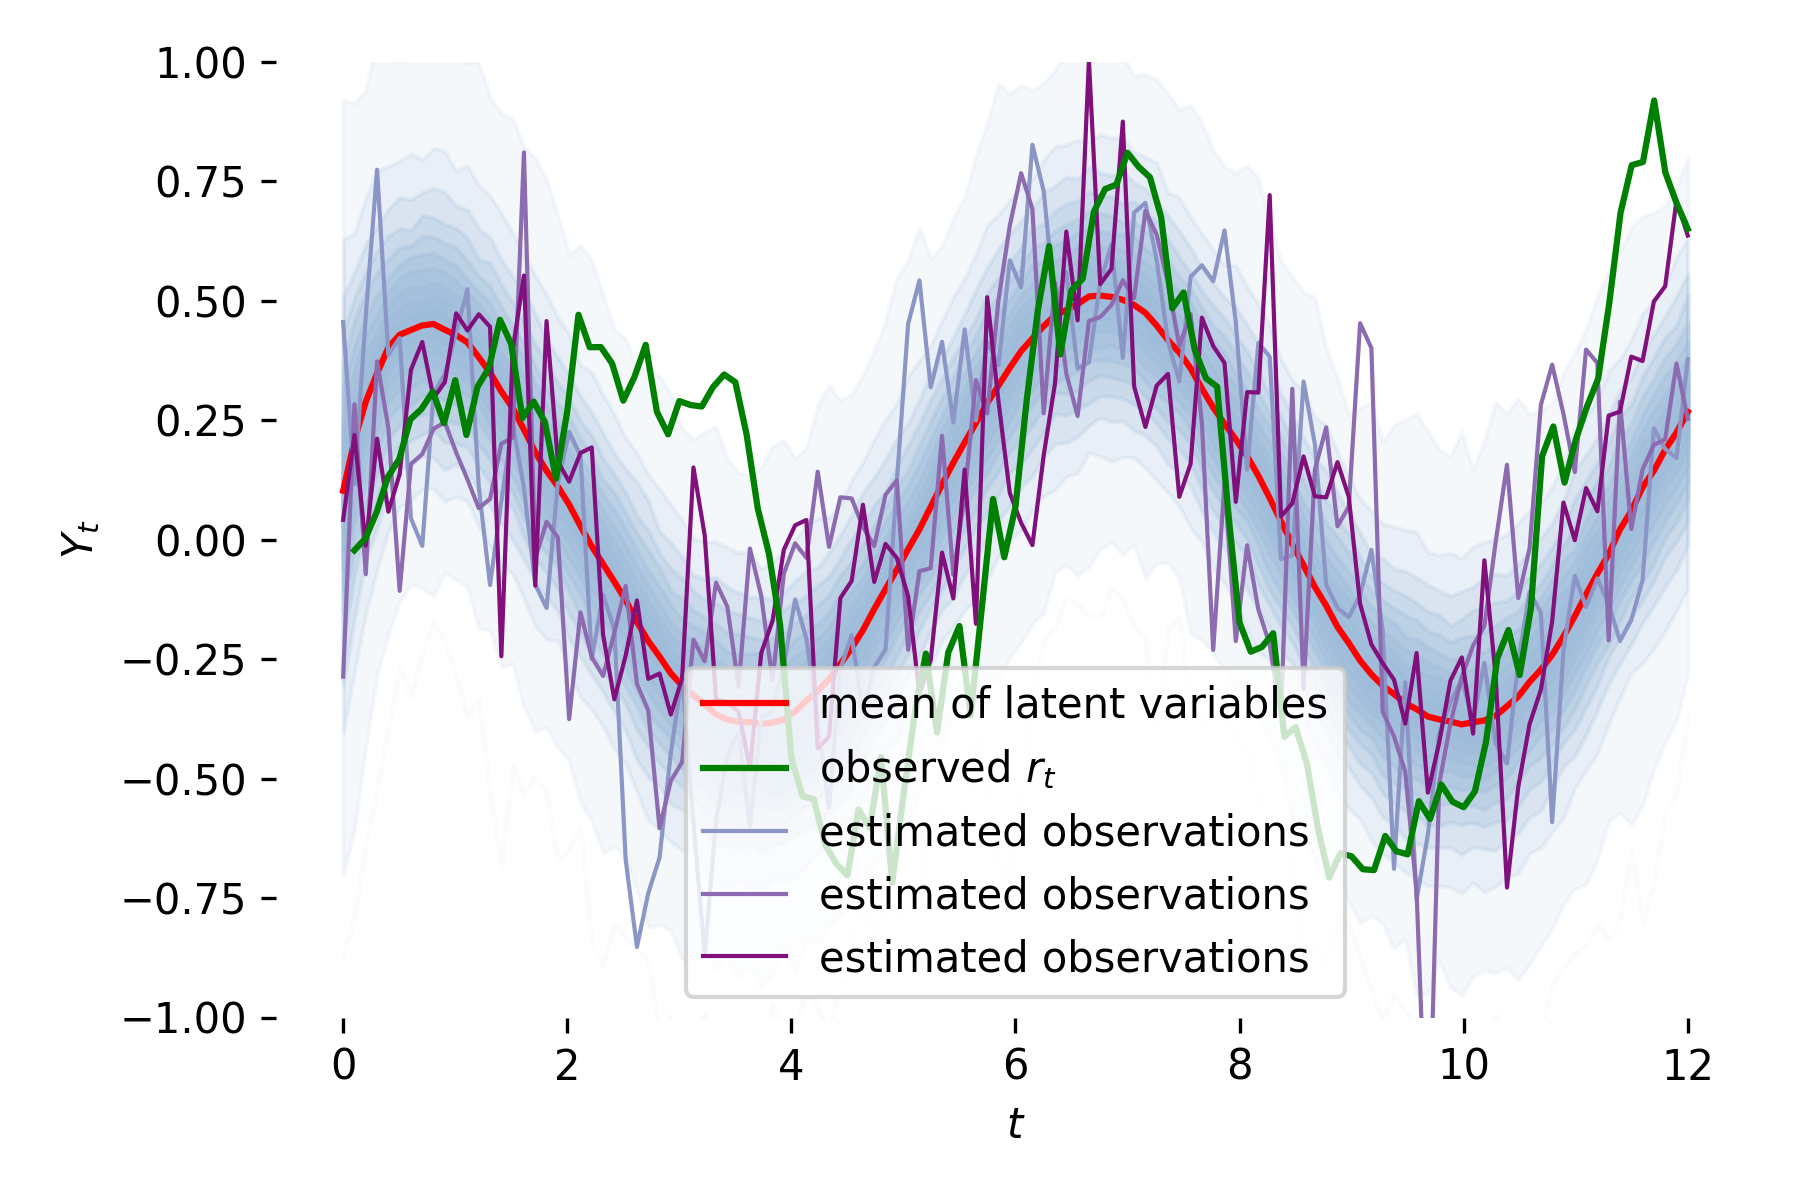 1.00
0.75
0.50
0.25
0.00
−0.25
−0.50
−0.75
−1.00
Y_t
mean of latent variables
observed r_t
estimated observations
estimated observations
estimated observations
0 2 4 6 8 10 12
t